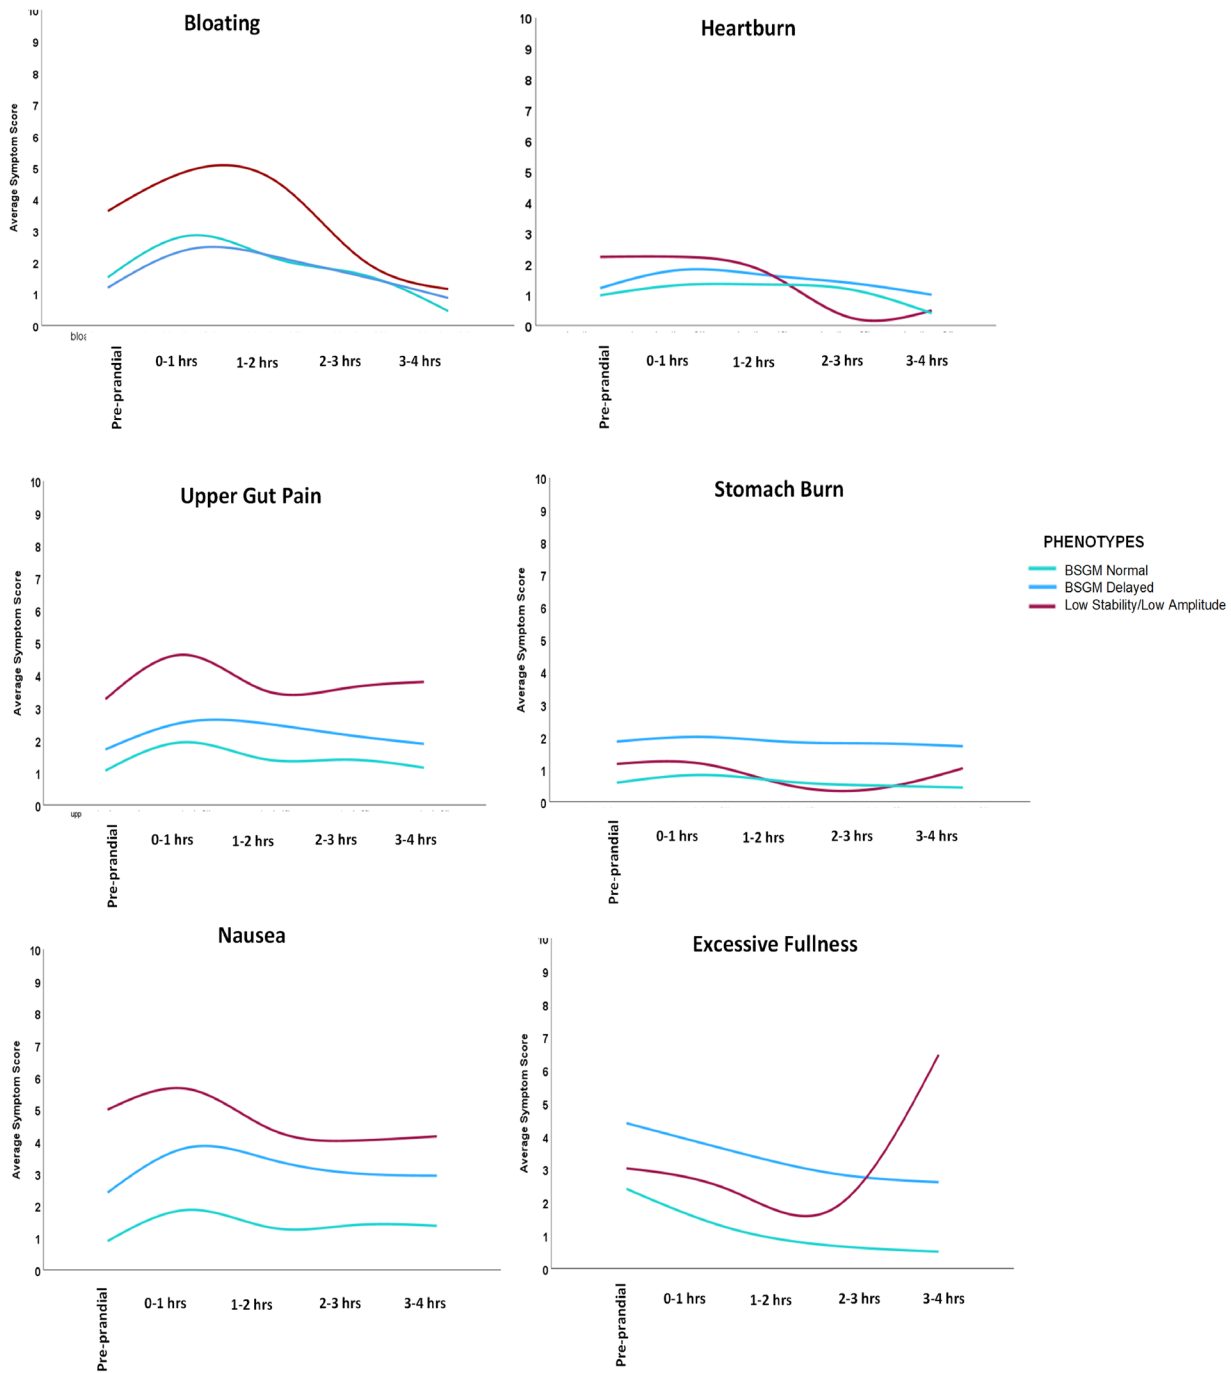 Bloating
10
9
8
7
6
5
4
3
2
1
0
Average Symptom Score
bloa
Pre-prandial
0-1 hrs
1-2 hrs
2-3 hrs
3-4 hrs
Heartburn
10
9
8
7
6
5
4
3
2
1
0
Average Symptom Score
Pre-prandial
0-1 hrs
1-2 hrs
2-3 hrs
3-4 hrs
Upper Gut Pain
10
9
8
7
6
5
4
3
2
1
0
Average Symptom Score
upp
Pre-prandial
0-1 hrs
1-2 hrs
2-3 hrs
3-4 hrs
Stomach Burn
10
9
8
7
6
5
4
3
2
1
0
Average Symptom Score
Pre-prandial
0-1 hrs
1-2 hrs
2-3 hrs
3-4 hrs
PHENOTYPES
BSGM Normal
BSGM Delayed
Low Stability/Low Amplitude
Nausea
10
9
8
7
6
5
4
3
2
1
0
Average Symptom Score
Pre-prandial
0-1 hrs
1-2 hrs
2-3 hrs
3-4 hrs
Excessive Fullness
10
9
8
7
6
5
4
3
2
1
0
Average Symptom Score
Pre-prandial
0-1 hrs
1-2 hrs
2-3 hrs
3-4 hrs